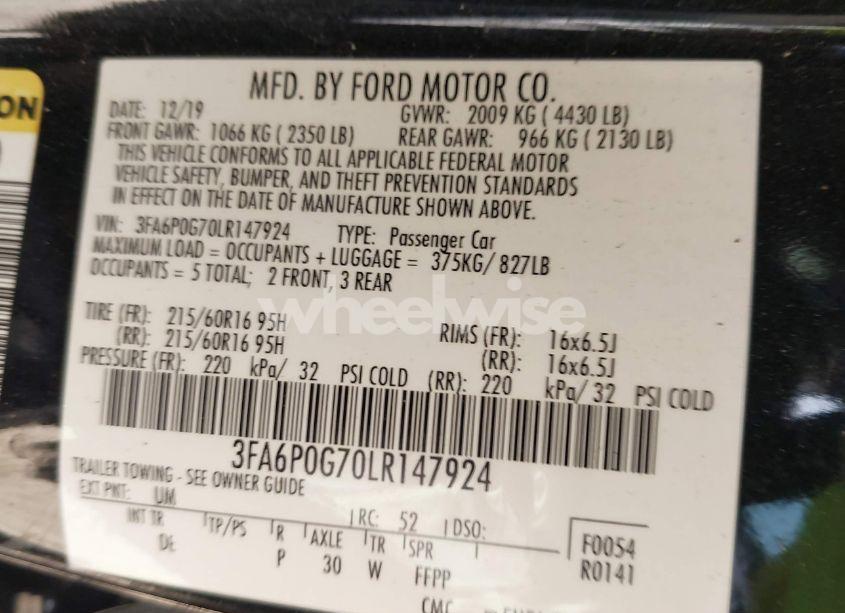 ON
MFD. BY FORD MOTOR CO.
DATE: 12/19 GVWR: 2009 KG ( 4430 LB)
FRONT GAWR: 1066 KG ( 2350 LB) REAR GAWR: 966 KG ( 2130 LB)
THIS VEHICLE CONFORMS TO ALL APPLICABLE FEDERAL MOTOR
VEHICLE SAFETY, BUMPER, AND THEFT PREVENTION STANDARDS
IN EFFECT ON THE DATE OF MANUFACTURE SHOWN ABOVE.
VIN: 3FA6P0G70LR147924 TYPE: Passenger Car
MAXIMUM LOAD = OCCUPANTS + LUGGAGE = 375KG/ 827LB
OCCUPANTS = 5 TOTAL; 2 FRONT, 3 REAR
wheelwise
TIRE (FR): 215/60R16 95H RIMS (FR): 16x6.5J
(RR): 215/60R16 95H (RR): 16x6.5J
PRESSURE (FR): 220 kPa/ 32 PSI COLD (RR): 220 kPa/ 32 PSI COLD
3FA6P0G70LR147924
TRAILER TOWING - SEE OWNER GUIDE
EXT PNT: UM RC: 52 DSO:
INT TR TP/PS R AXLE TR SPR F0054
DE P 30 W FFPP R0141
CMC